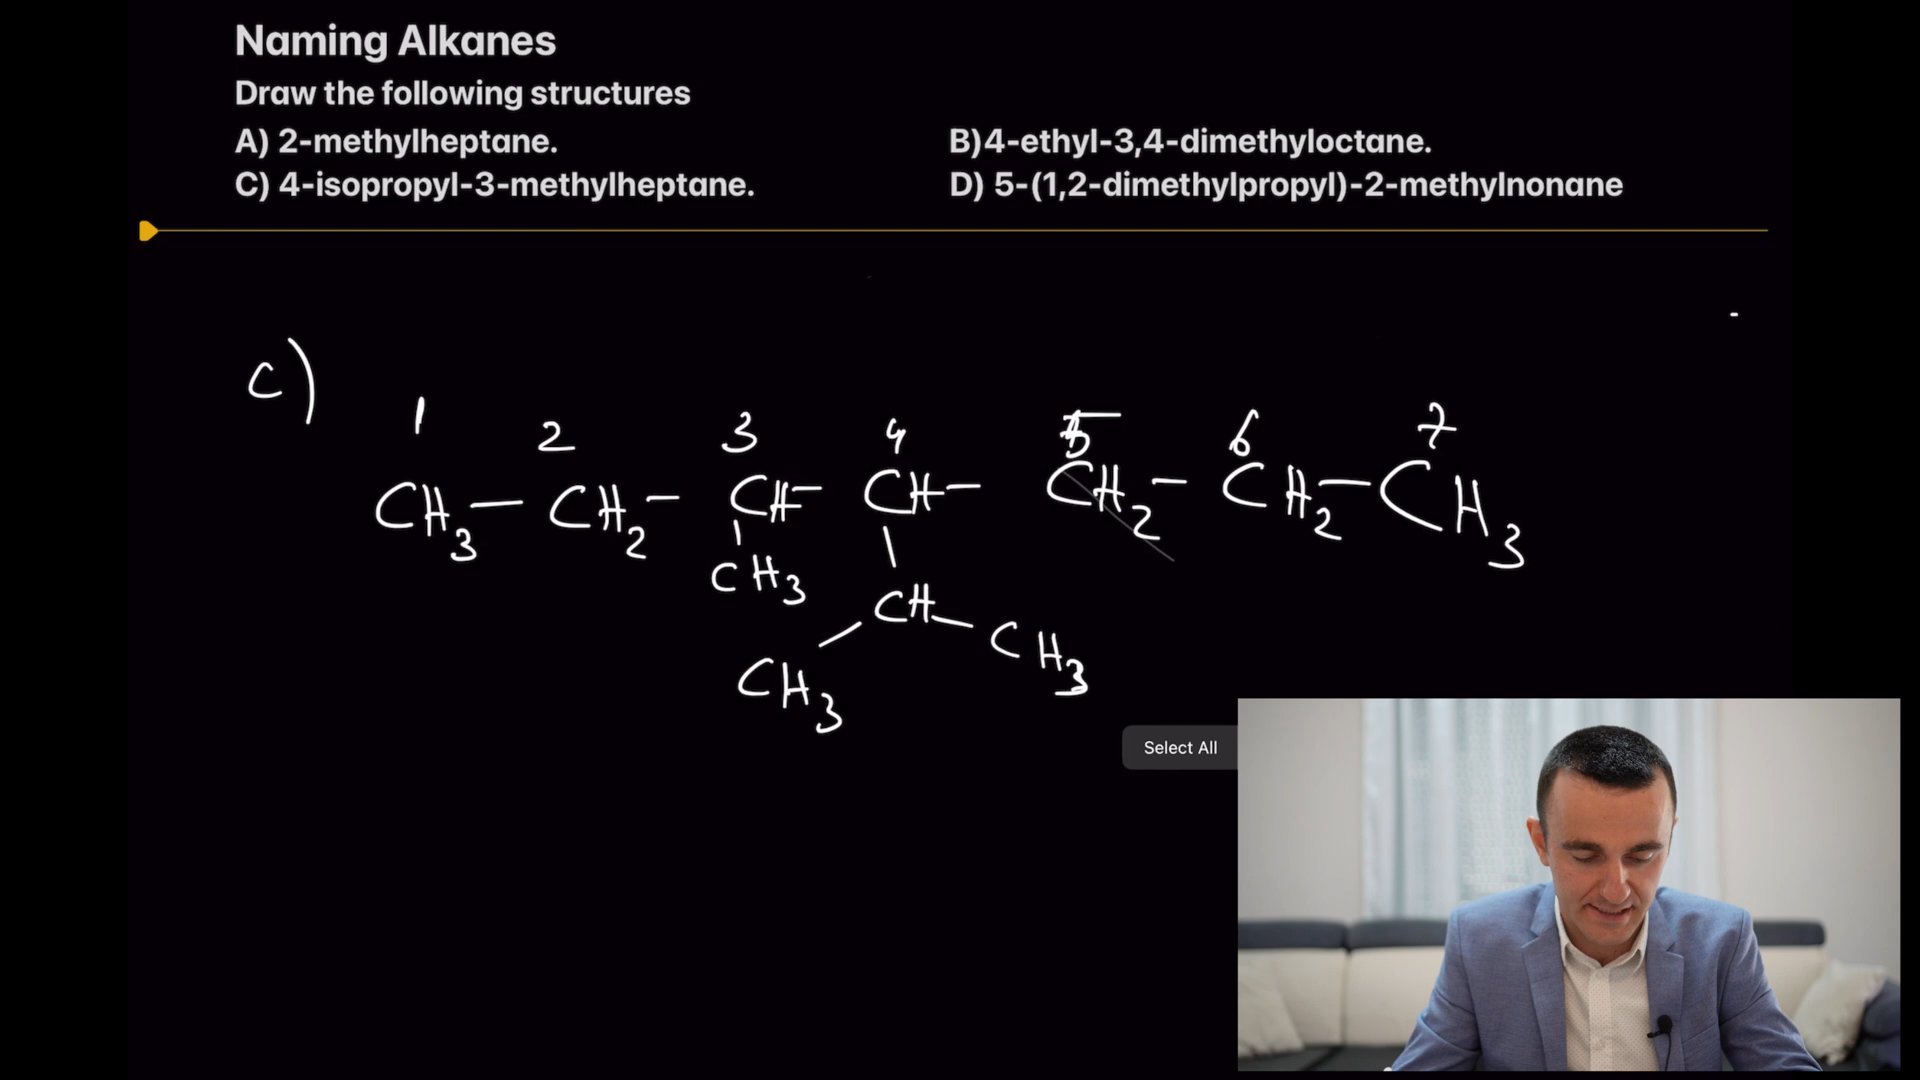 Naming Alkanes
Draw the following structures
A) 2-methylheptane.
B)4-ethyl-3,4-dimethyloctane.
C) 4-isopropyl-3-methylheptane.
D) 5-(1,2-dimethylpropyl)-2-methylnonane
c)
1 2 3 4 5 6 7
CH3— CH2— CH— CH— CH2— CH2— CH3
CH3
CH— CH3
CH3
Select All